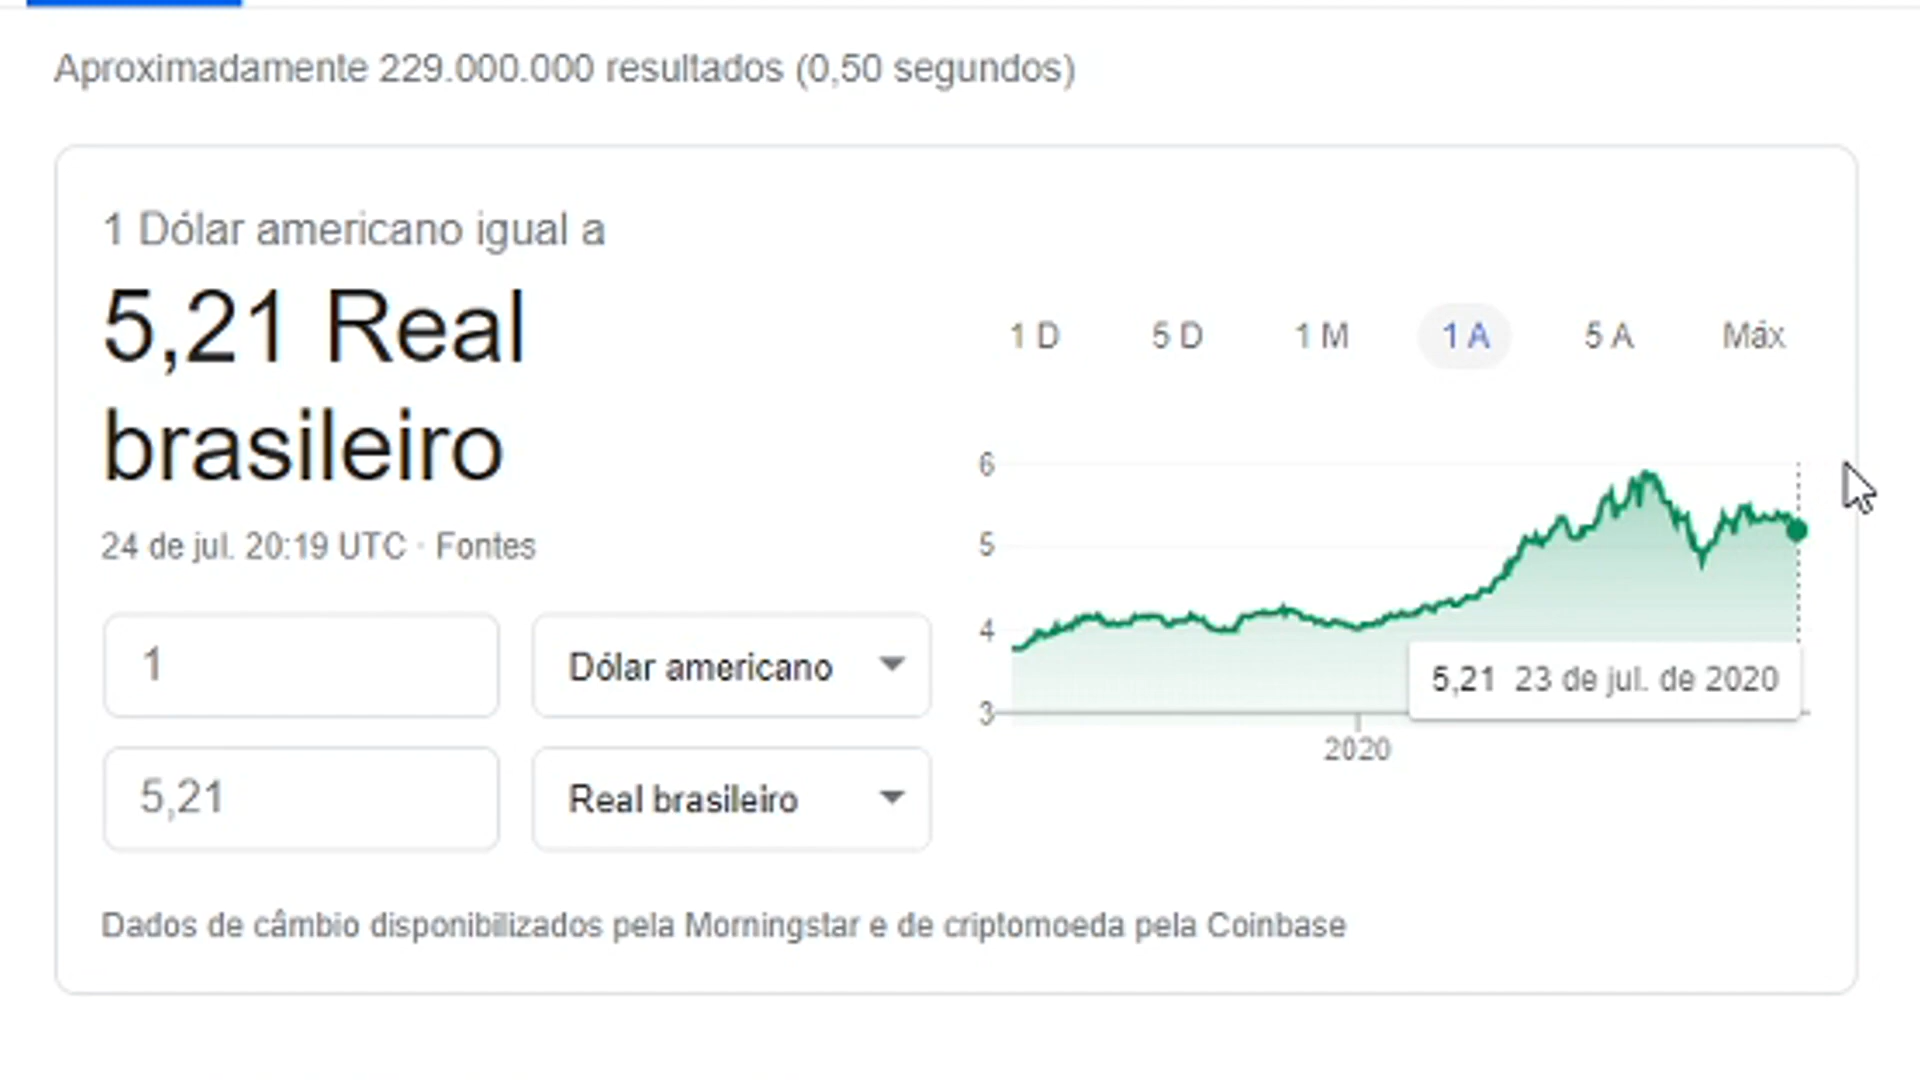 Aproximadamente 229.000.000 resultados (0,50 segundos)
1 Dólar americano igual a
5,21 Real
brasileiro
24 de jul. 20:19 UTC · Fontes
1 Dólar americano
5,21 Real brasileiro
1 D 5 D 1 M 1 A 5 A Máx
6
5
4
3
5,21 23 de jul. de 2020
2020
Dados de câmbio disponibilizados pela Morningstar e de criptomoeda pela Coinbase